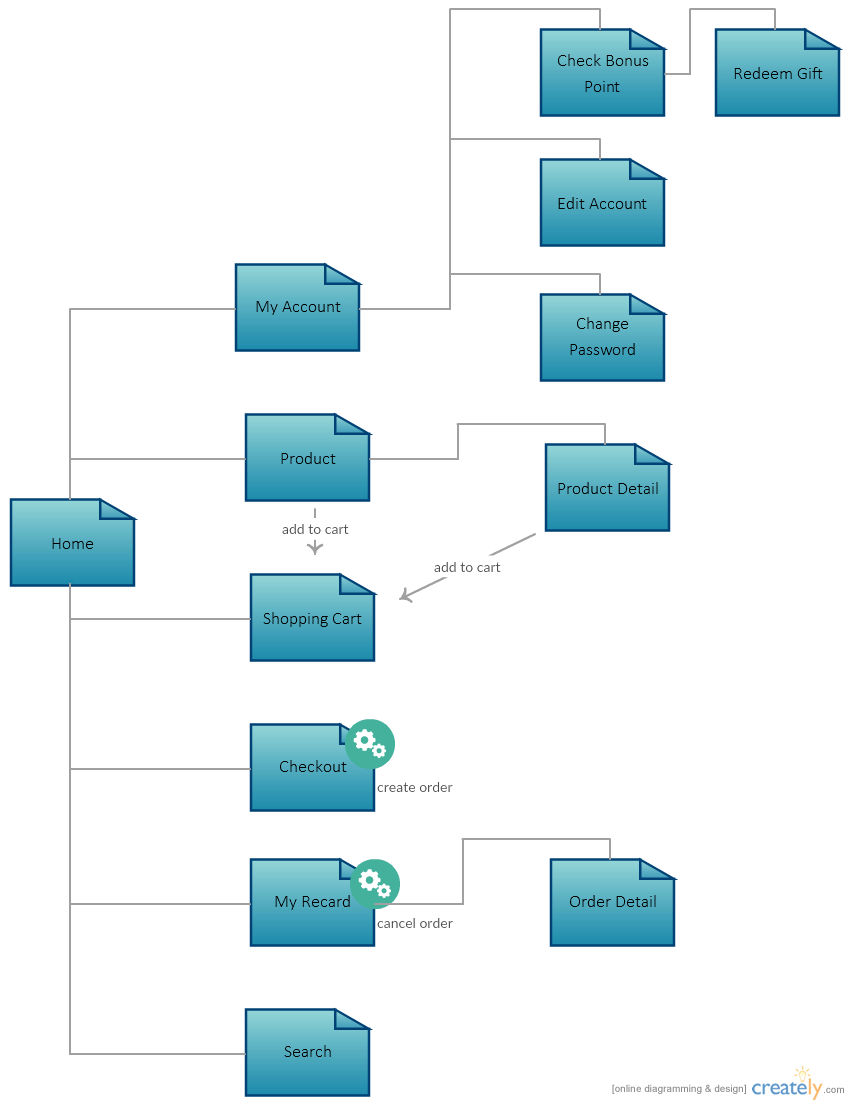 Check Bonus
Point
Redeem Gift
Edit Account
My Account
Change
Password
Product
Product Detail
add to cart
Home
add to cart
Shopping Cart
Checkout
create order
My Recard
Order Detail
cancel order
Search
[online diagramming & design] creately.com